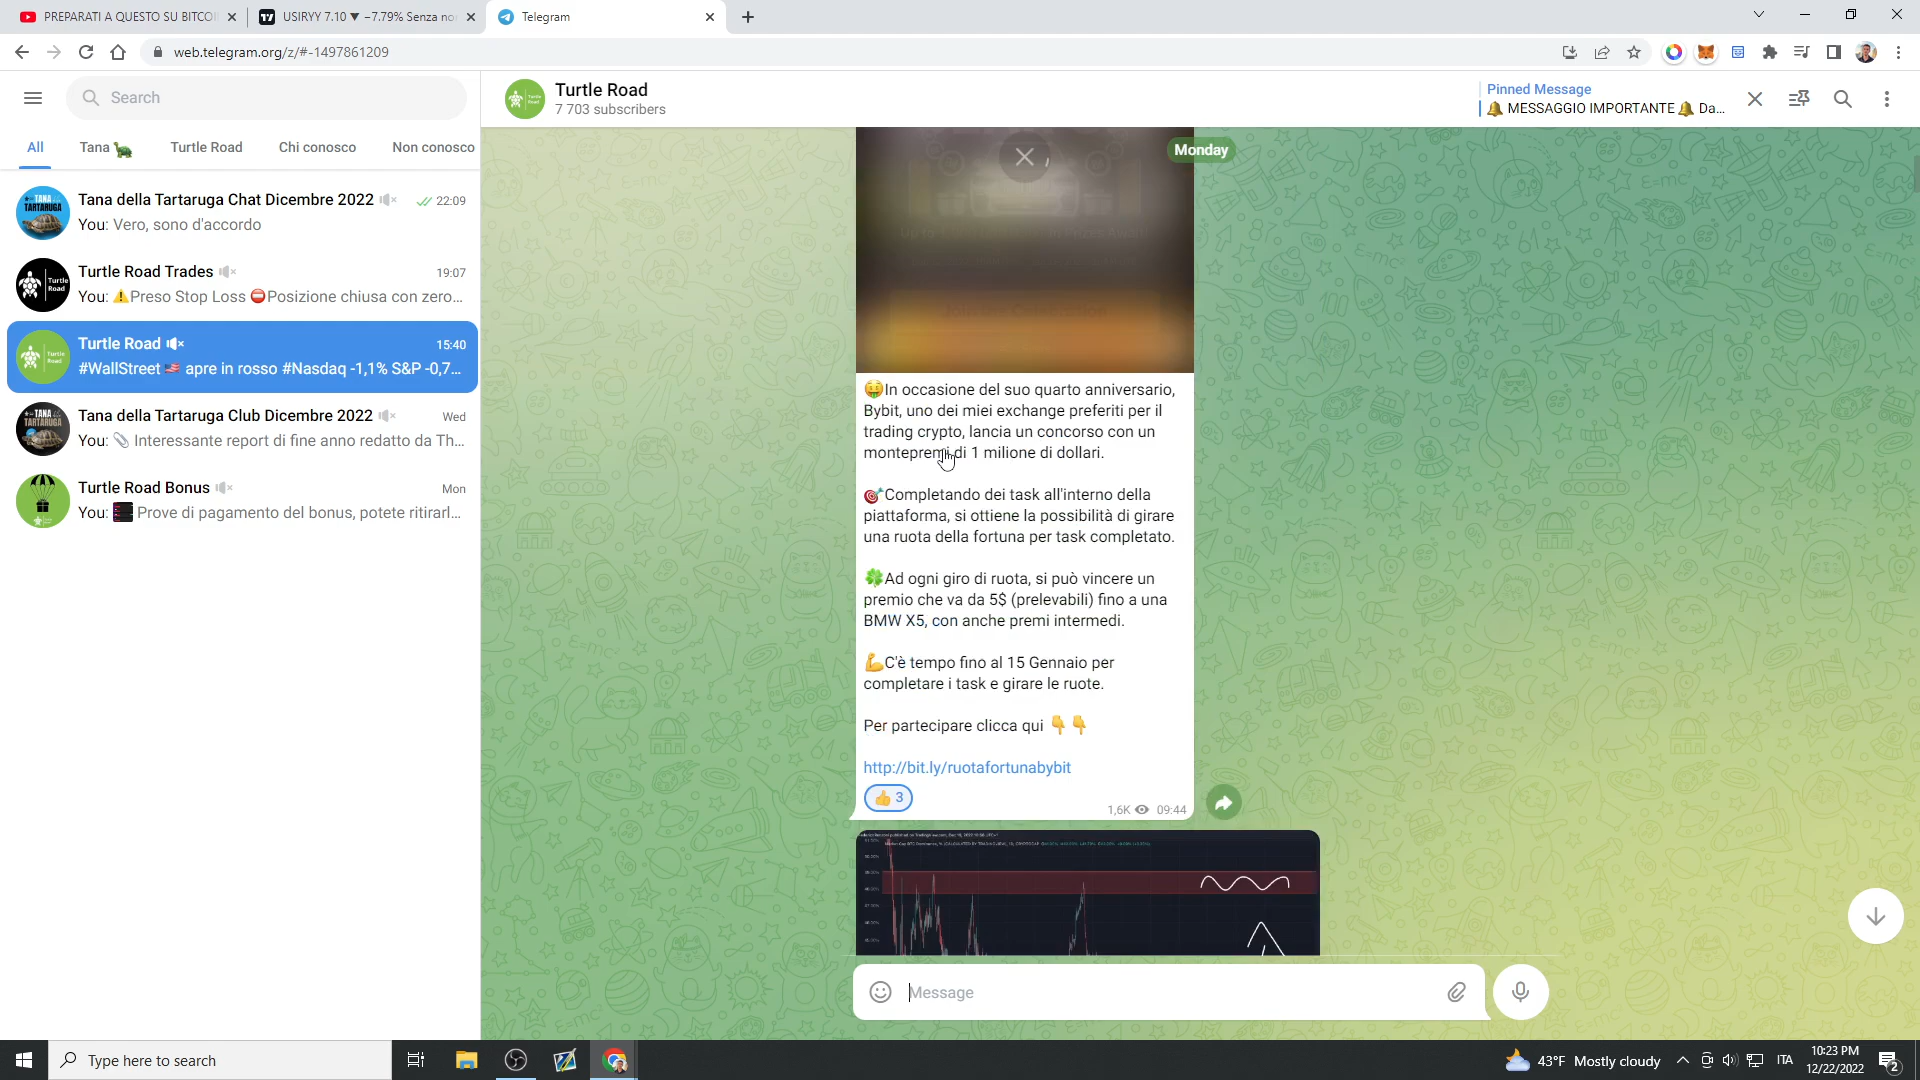 PREPARATI A QUESTO SU BITCOI
USIRYY 7.10 ▼ −7.79% Senza no
Telegram
web.telegram.org/z/#-1497861209
Search
Turtle Road
7 703 subscribers
Pinned Message
🔔 MESSAGGIO IMPORTANTE 🔔 Da...
All
Tana 🐢
Turtle Road
Chi conosco
Non conosco
Tana della Tartaruga Chat Dicembre 2022
22:09
You: Vero, sono d'accordo
Turtle Road Trades
19:07
You: ⚠️Preso Stop Loss ⛔Posizione chiusa con zero...
Turtle Road
15:40
#WallStreet 🇺🇸 apre in rosso #Nasdaq -1,1% S&P -0,7...
Tana della Tartaruga Club Dicembre 2022
Wed
You: 📎 Interessante report di fine anno redatto da Th...
Turtle Road Bonus
Mon
You: Prove di pagamento del bonus, potete ritirarl...
Monday
Join the Celebration
🤑In occasione del suo quarto anniversario,
Bybit, uno dei miei exchange preferiti per il
trading crypto, lancia un concorso con un
montepremi di 1 milione di dollari.
🎯Completando dei task all'interno della
piattaforma, si ottiene la possibilità di girare
una ruota della fortuna per task completato.
🍀Ad ogni giro di ruota, si può vincere un
premio che va da 5$ (prelevabili) fino a una
BMW X5, con anche premi intermedi.
💪C'è tempo fino al 15 Gennaio per
completare i task e girare le ruote.
Per partecipare clicca qui 👇👇
http://bit.ly/ruotafortunabybit
👍 3
1,6K 09:44
Message
Type here to search
43°F Mostly cloudy
ITA
10:23 PM
12/22/2022
2